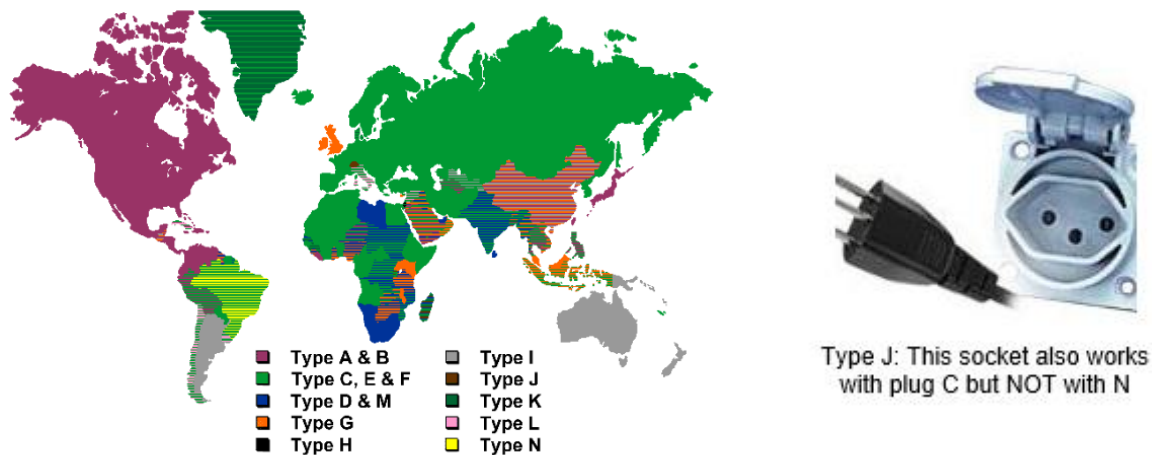 Type A & B
Type C, E & F
Type D & M
Type G
Type H
Type I
Type J
Type K
Type L
Type N
Type J: This socket also works
with plug C but NOT with N